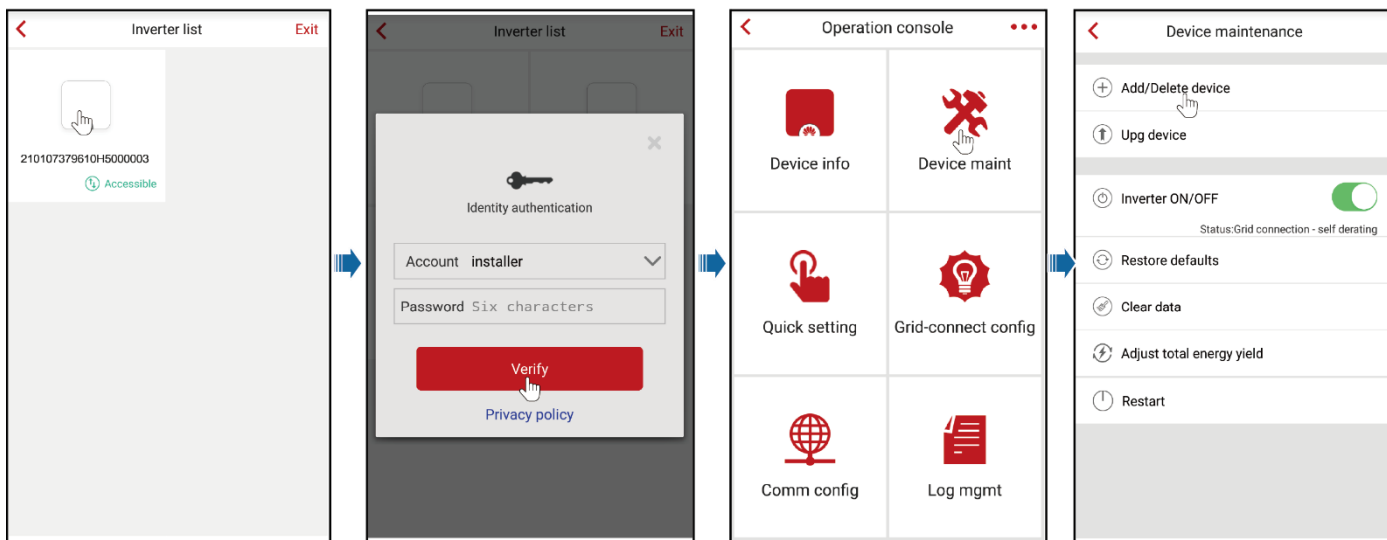 Inverter list
Exit
210107379610H5000003
Accessible
Inverter list
Exit
Identity authentication
Account installer
Password Six characters
Verify
Privacy policy
Operation console
Device info
Device maint
Quick setting
Grid-connect config
Comm config
Log mgmt
Device maintenance
Add/Delete device
Upg device
Inverter ON/OFF
Status:Grid connection - self derating
Restore defaults
Clear data
Adjust total energy yield
Restart